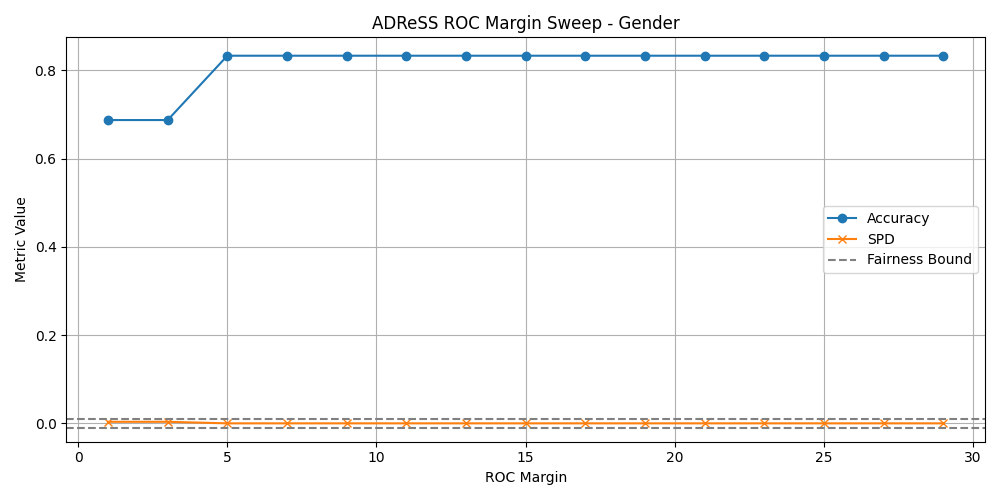 ADReSS ROC Margin Sweep - Gender
Metric Value
0.8
0.6
0.4
0.2
0.0
Accuracy
SPD
Fairness Bound
0 5 10 15 20 25 30
ROC Margin